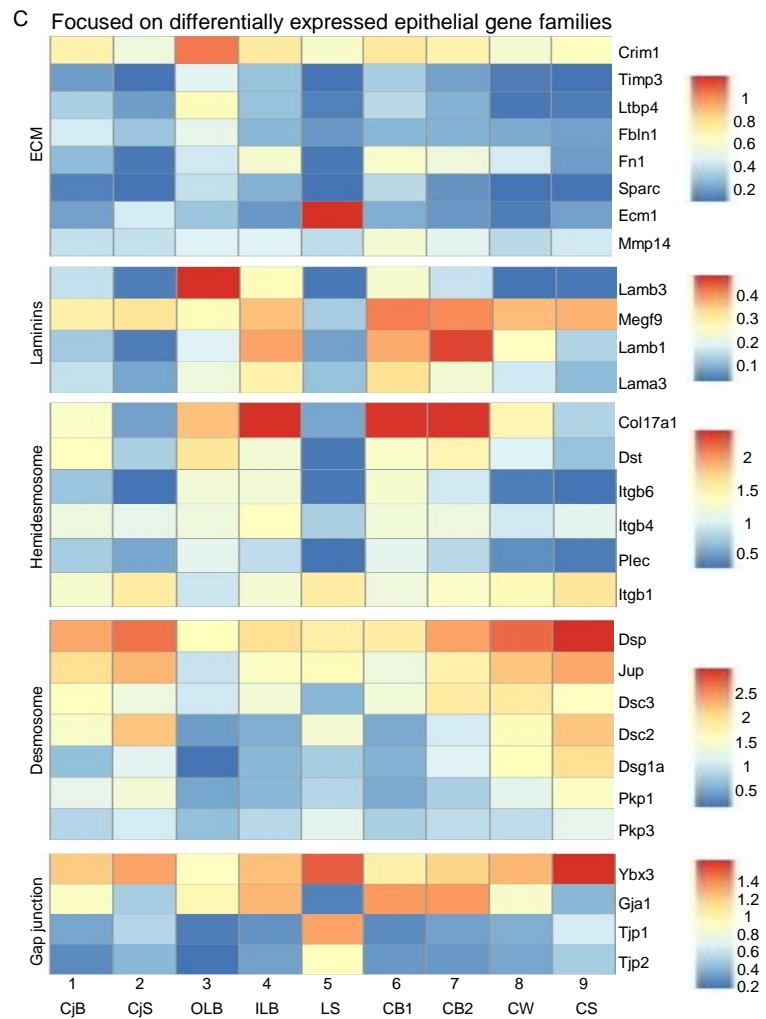 C Focused on differentially expressed epithelial gene families
ECM
Crim1
Timp3
Ltbp4
Fbln1
Fn1
Sparc
Ecm1
Mmp14
1
0.8
0.6
0.4
0.2
Laminins
Lamb3
Megf9
Lamb1
Lama3
0.4
0.3
0.2
0.1
Hemidesmosome
Col17a1
Dst
Itgb6
Itgb4
Plec
Itgb1
2
1.5
1
0.5
Desmosome
Dsp
Jup
Dsc3
Dsc2
Dsg1a
Pkp1
Pkp3
2.5
2
1.5
1
0.5
Gap junction
Ybx3
Gja1
Tjp1
Tjp2
1.4
1.2
1
0.8
0.6
0.4
0.2
1 2 3 4 5 6 7 8 9
CjB CjS OLB ILB LS CB1 CB2 CW CS